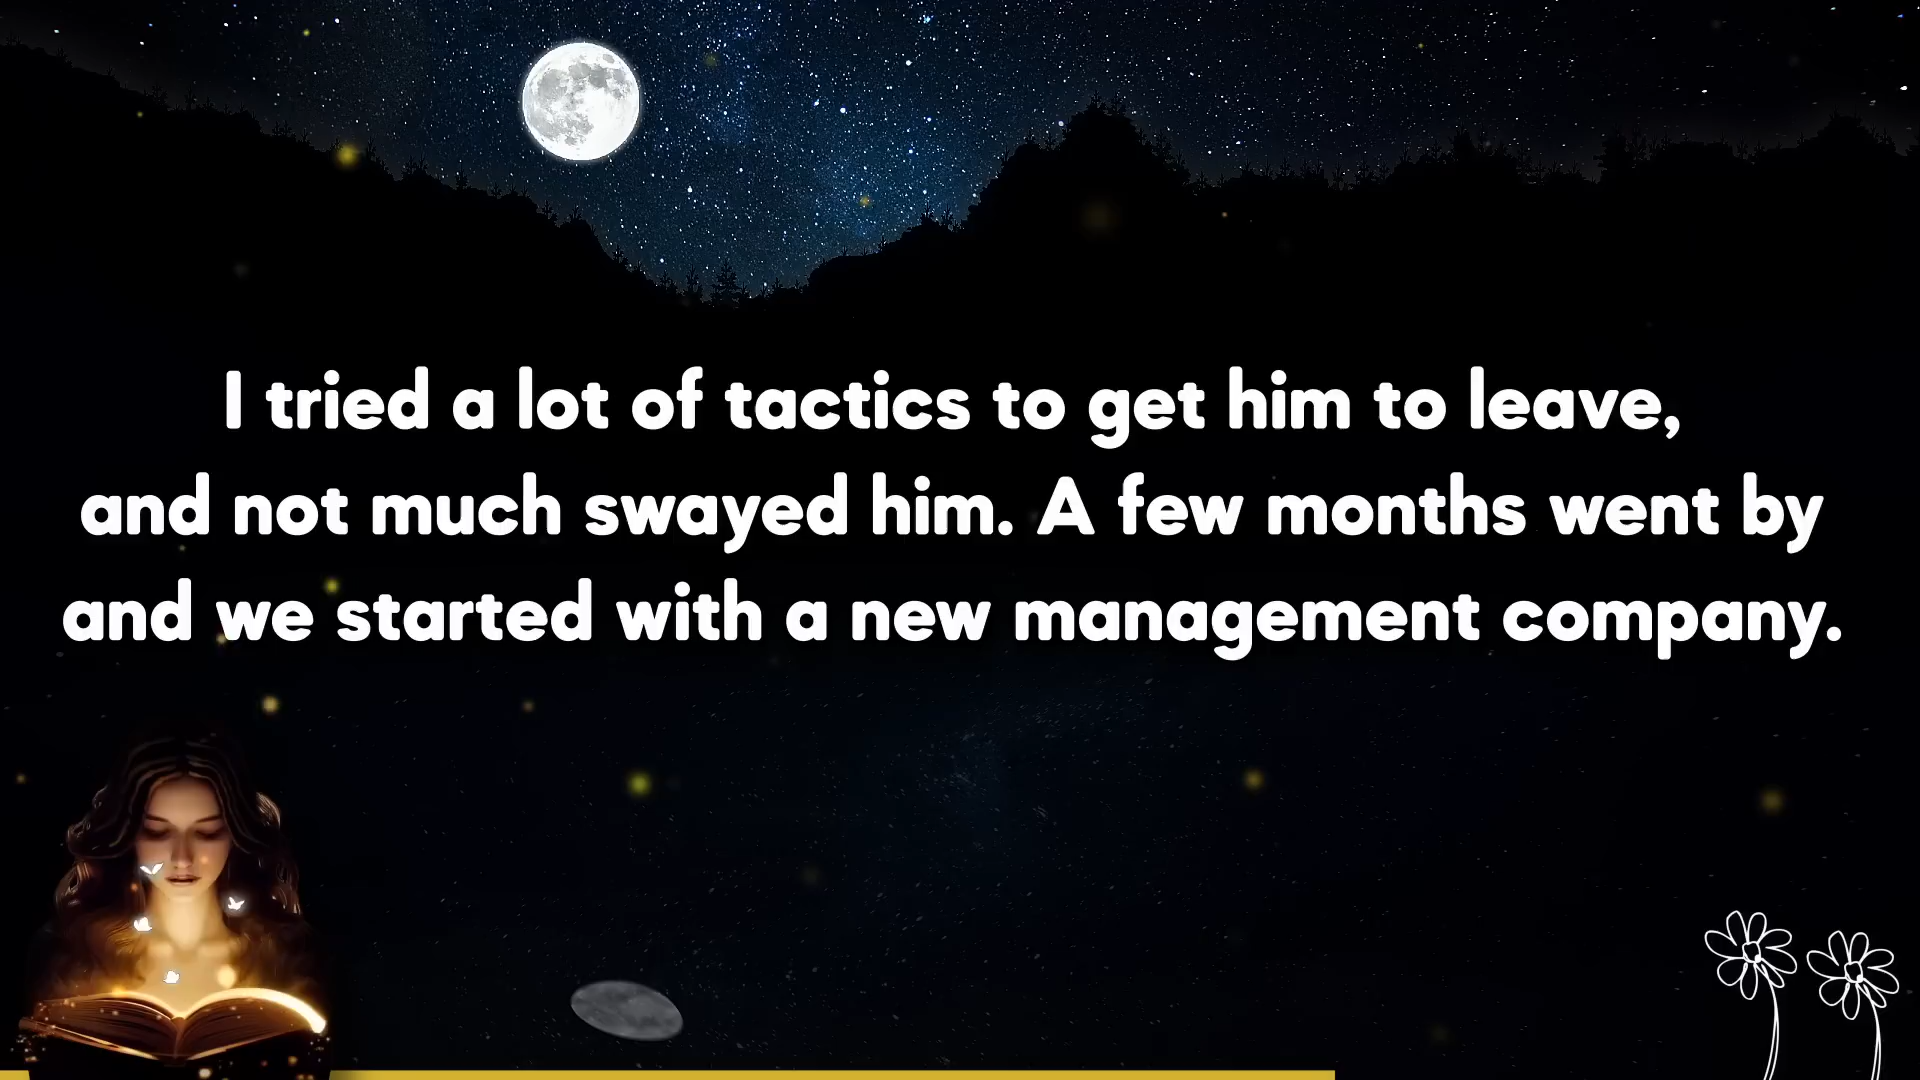 I tried a lot of tactics to get him to leave,
and not much swayed him. A few months went by
and we started with a new management company.